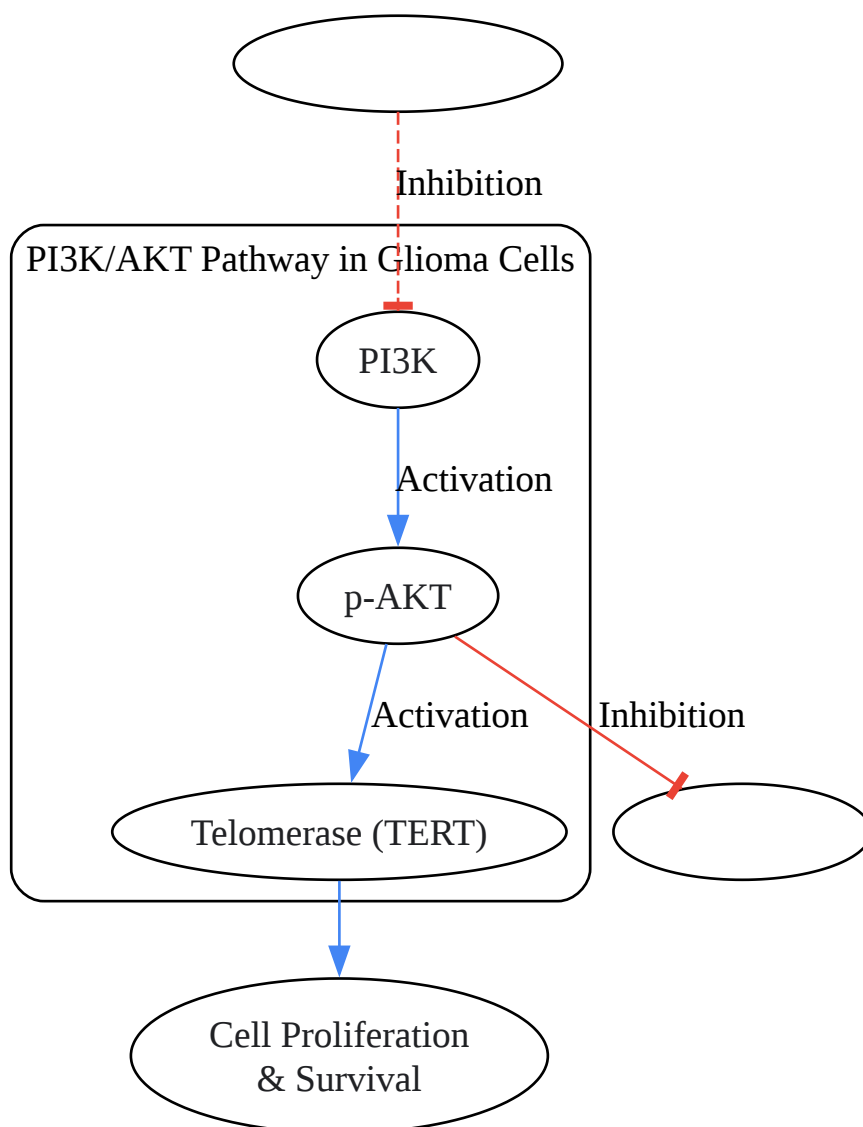 Inhibition
PI3K/AKT Pathway in Glioma Cells
PI3K
Activation
p-AKT
Activation
Inhibition
Telomerase (TERT)
Cell Proliferation
& Survival